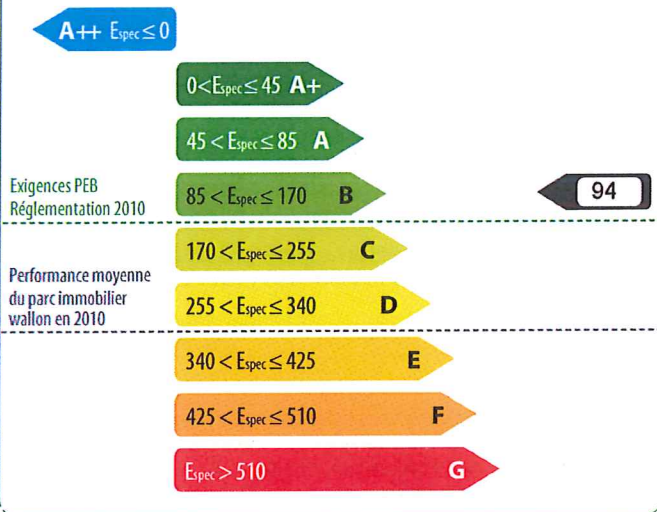 A++ Espec ≤ 0
0<Espec ≤ 45 A+
45 < Espec ≤ 85 A
Exigences PEB
Réglementation 2010
85 < Espec ≤ 170 B
94
170 < Espec ≤ 255 C
Performance moyenne
du parc immobilier
wallon en 2010
255 < Espec ≤ 340 D
340 < Espec ≤ 425 E
425 < Espec ≤ 510 F
Espec > 510 G